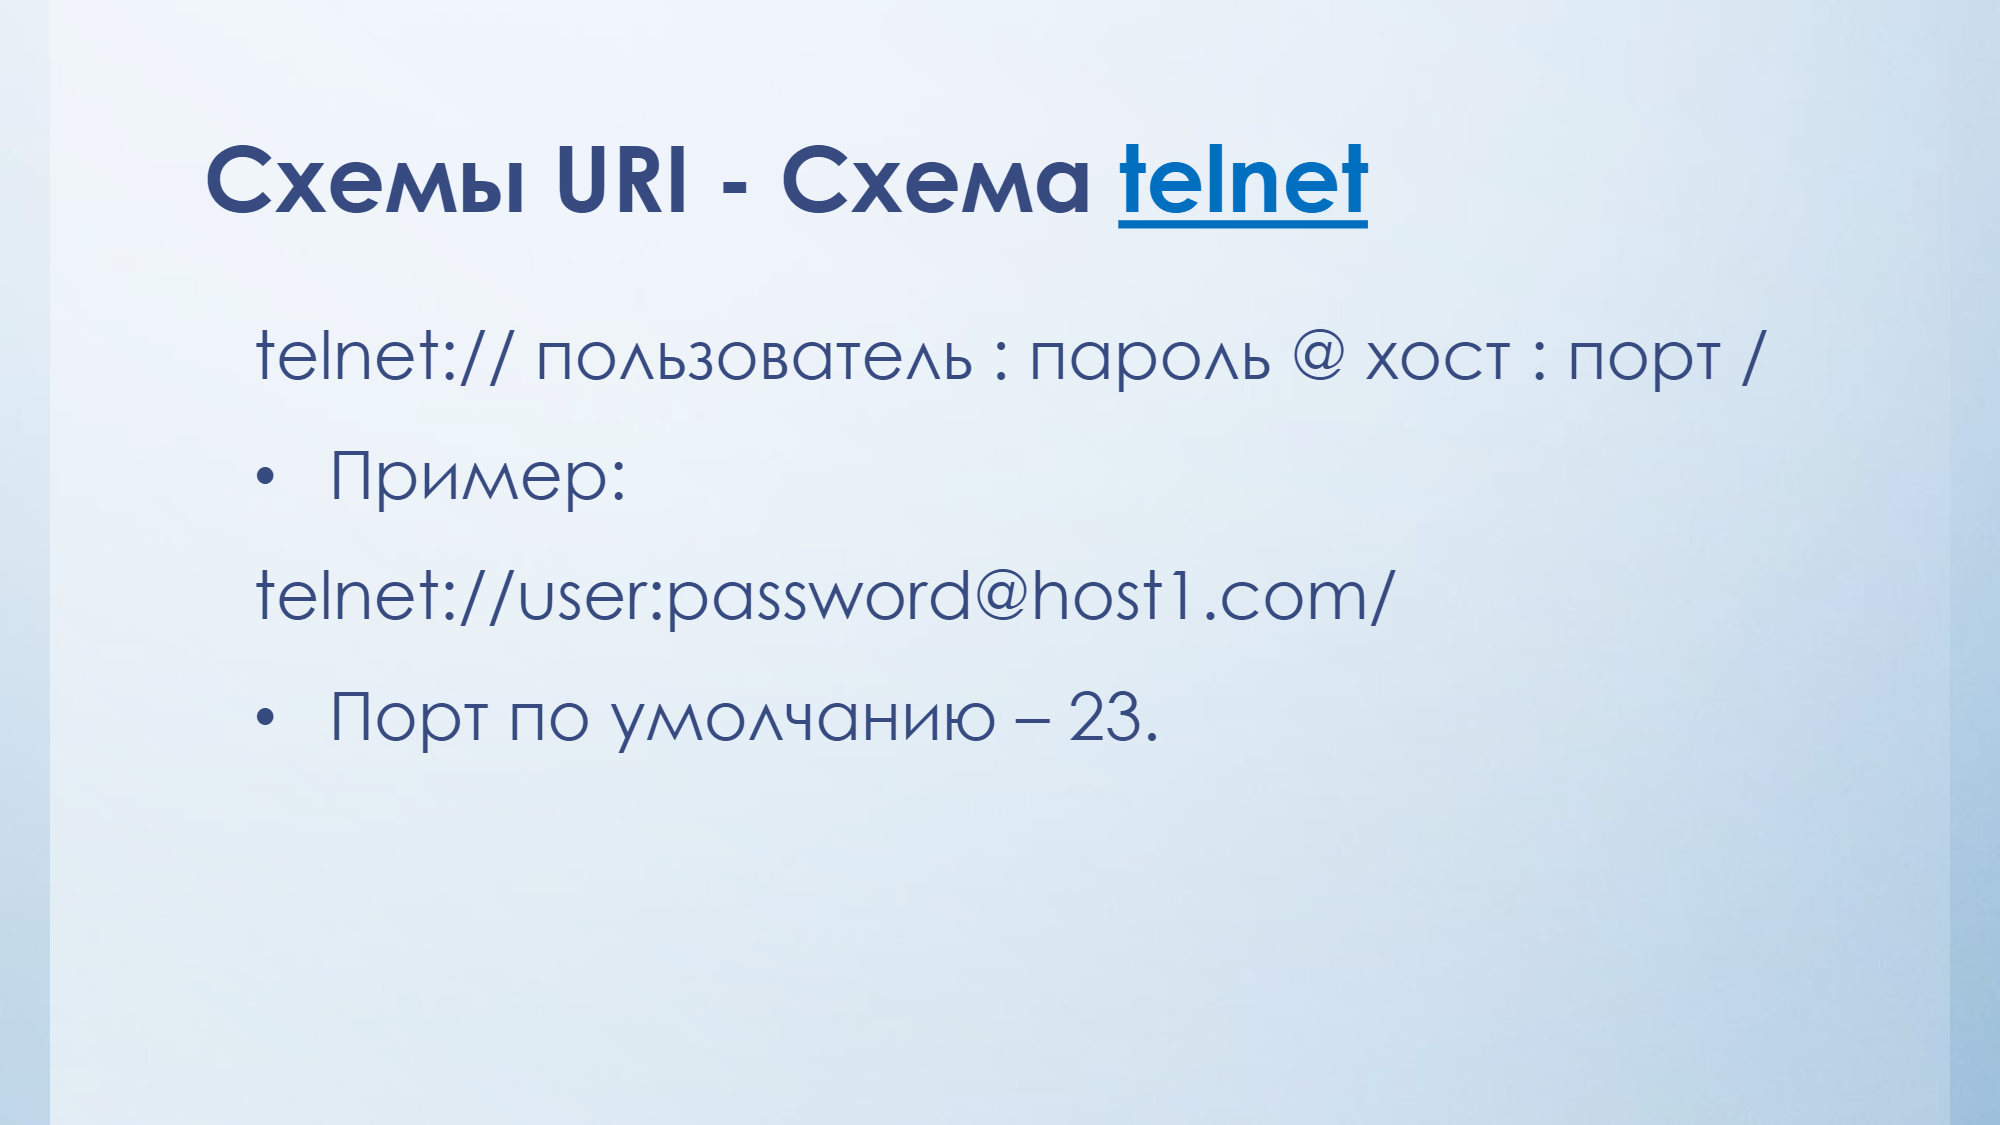 Схемы URI - Схема telnet
telnet:// пользователь : пароль @ хост : порт /
• Пример:
telnet://user:password@host1.com/
• Порт по умолчанию – 23.